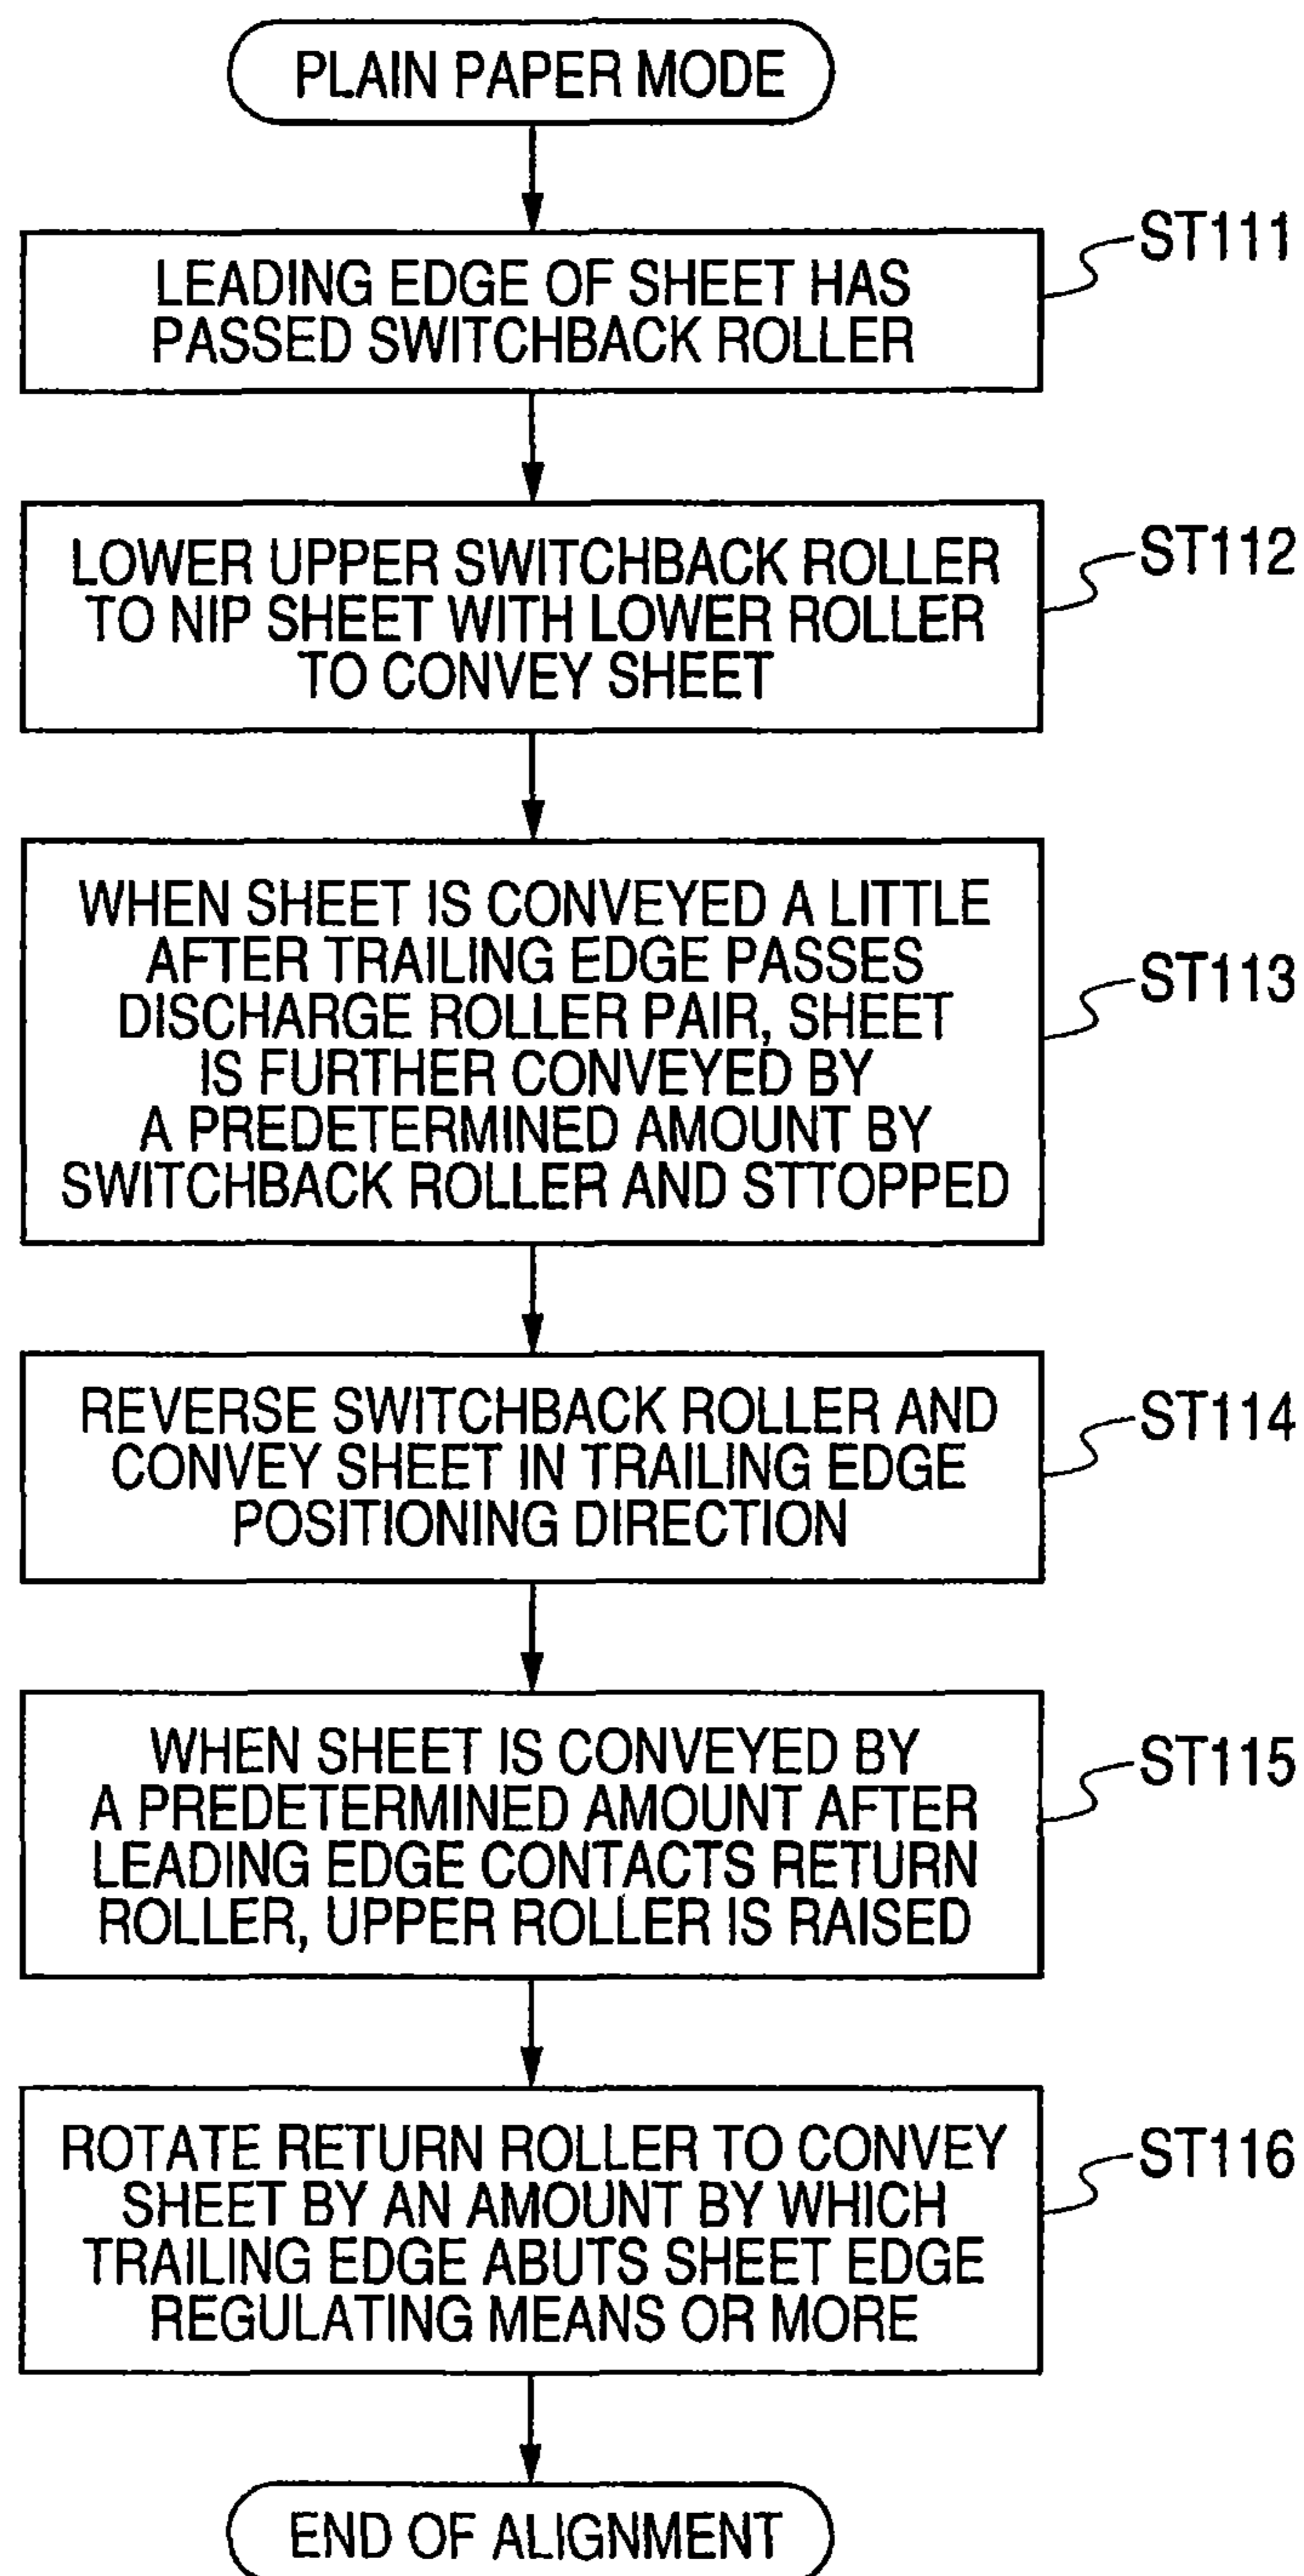 PLAIN PAPER MODE
LEADING EDGE OF SHEET HAS
PASSED SWITCHBACK ROLLER
ST111
LOWER UPPER SWITCHBACK ROLLER
TO NIP SHEET WITH LOWER ROLLER
TO CONVEY SHEET
ST112
WHEN SHEET IS CONVEYED A LITTLE
AFTER TRAILING EDGE PASSES
DISCHARGE ROLLER PAIR, SHEET
IS FURTHER CONVEYED BY
A PREDETERMINED AMOUNT BY
SWITCHBACK ROLLER AND STTOPPED
ST113
REVERSE SWITCHBACK ROLLER AND
CONVEY SHEET IN TRAILING EDGE
POSITIONING DIRECTION
ST114
WHEN SHEET IS CONVEYED BY
A PREDETERMINED AMOUNT AFTER
LEADING EDGE CONTACTS RETURN
ROLLER, UPPER ROLLER IS RAISED
ST115
ROTATE RETURN ROLLER TO CONVEY
SHEET BY AN AMOUNT BY WHICH
TRAILING EDGE ABUTS SHEET EDGE
REGULATING MEANS OR MORE
ST116
END OF ALIGNMENT